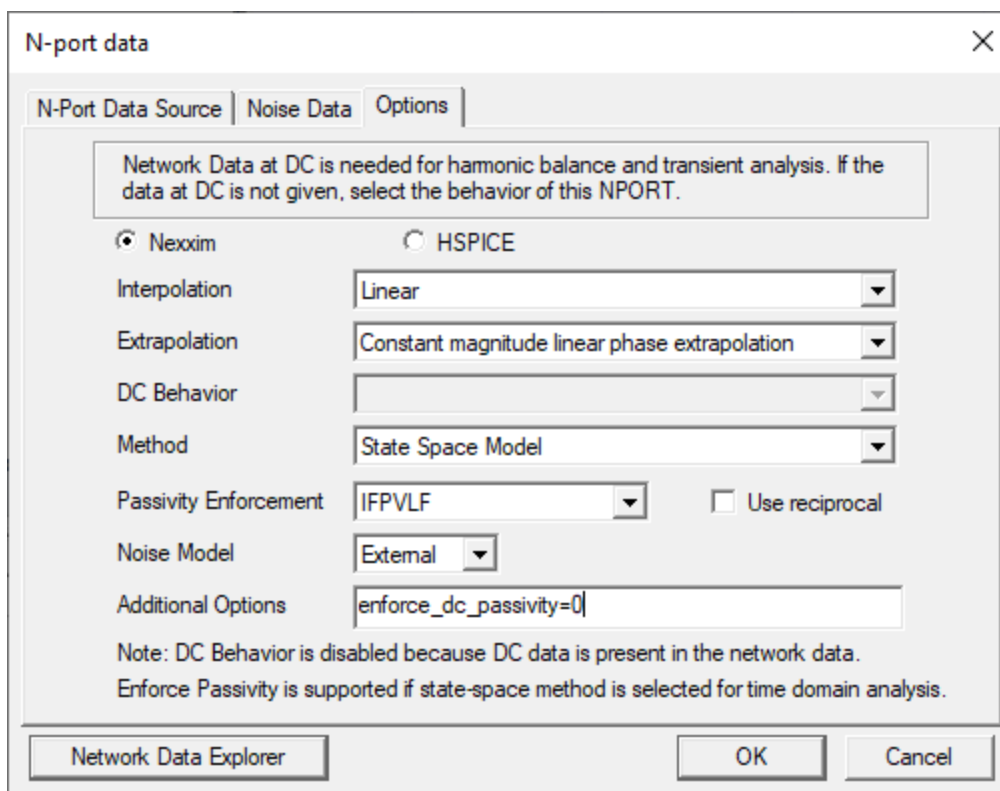 N-port data
N-Port Data Source Noise Data Options
Network Data at DC is needed for harmonic balance and transient analysis. If the
data at DC is not given, select the behavior of this NPORT.
Nexxim HSPICE
Interpolation Linear
Extrapolation Constant magnitude linear phase extrapolation
DC Behavior
Method State Space Model
Passivity Enforcement IFPVLF Use reciprocal
Noise Model External
Additional Options enforce_dc_passivity=0
Note: DC Behavior is disabled because DC data is present in the network data.
Enforce Passivity is supported if state-space method is selected for time domain analysis.
Network Data Explorer OK Cancel